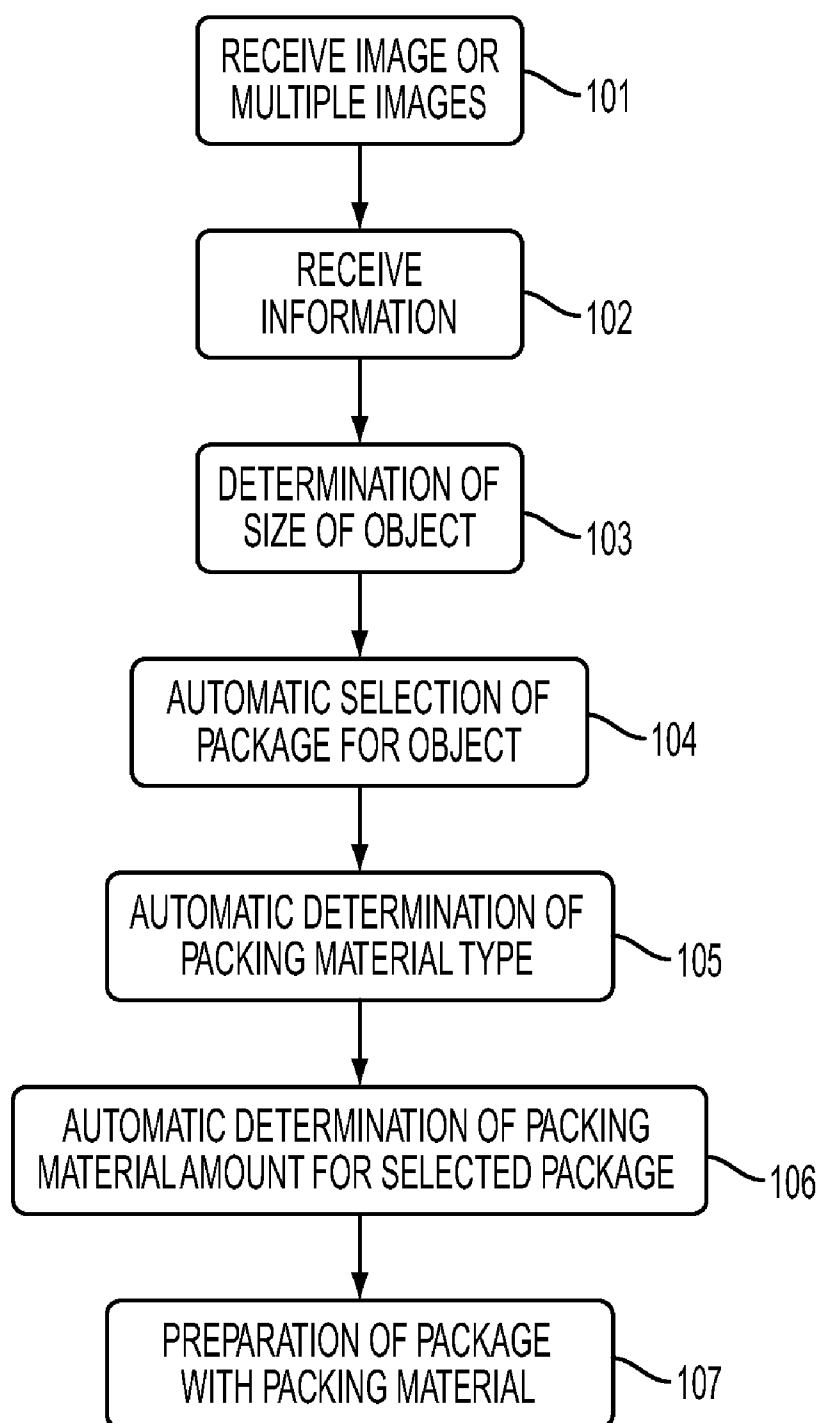 RECEIVE IMAGE OR
MULTIPLE IMAGES
101
RECEIVE
INFORMATION
102
DETERMINATION OF
SIZE OF OBJECT
103
AUTOMATIC SELECTION OF
PACKAGE FOR OBJECT
104
AUTOMATIC DETERMINATION OF
PACKING MATERIAL TYPE
105
AUTOMATIC DETERMINATION OF PACKING
MATERIAL AMOUNT FOR SELECTED PACKAGE
106
PREPARATION OF PACKAGE
WITH PACKING MATERIAL
107